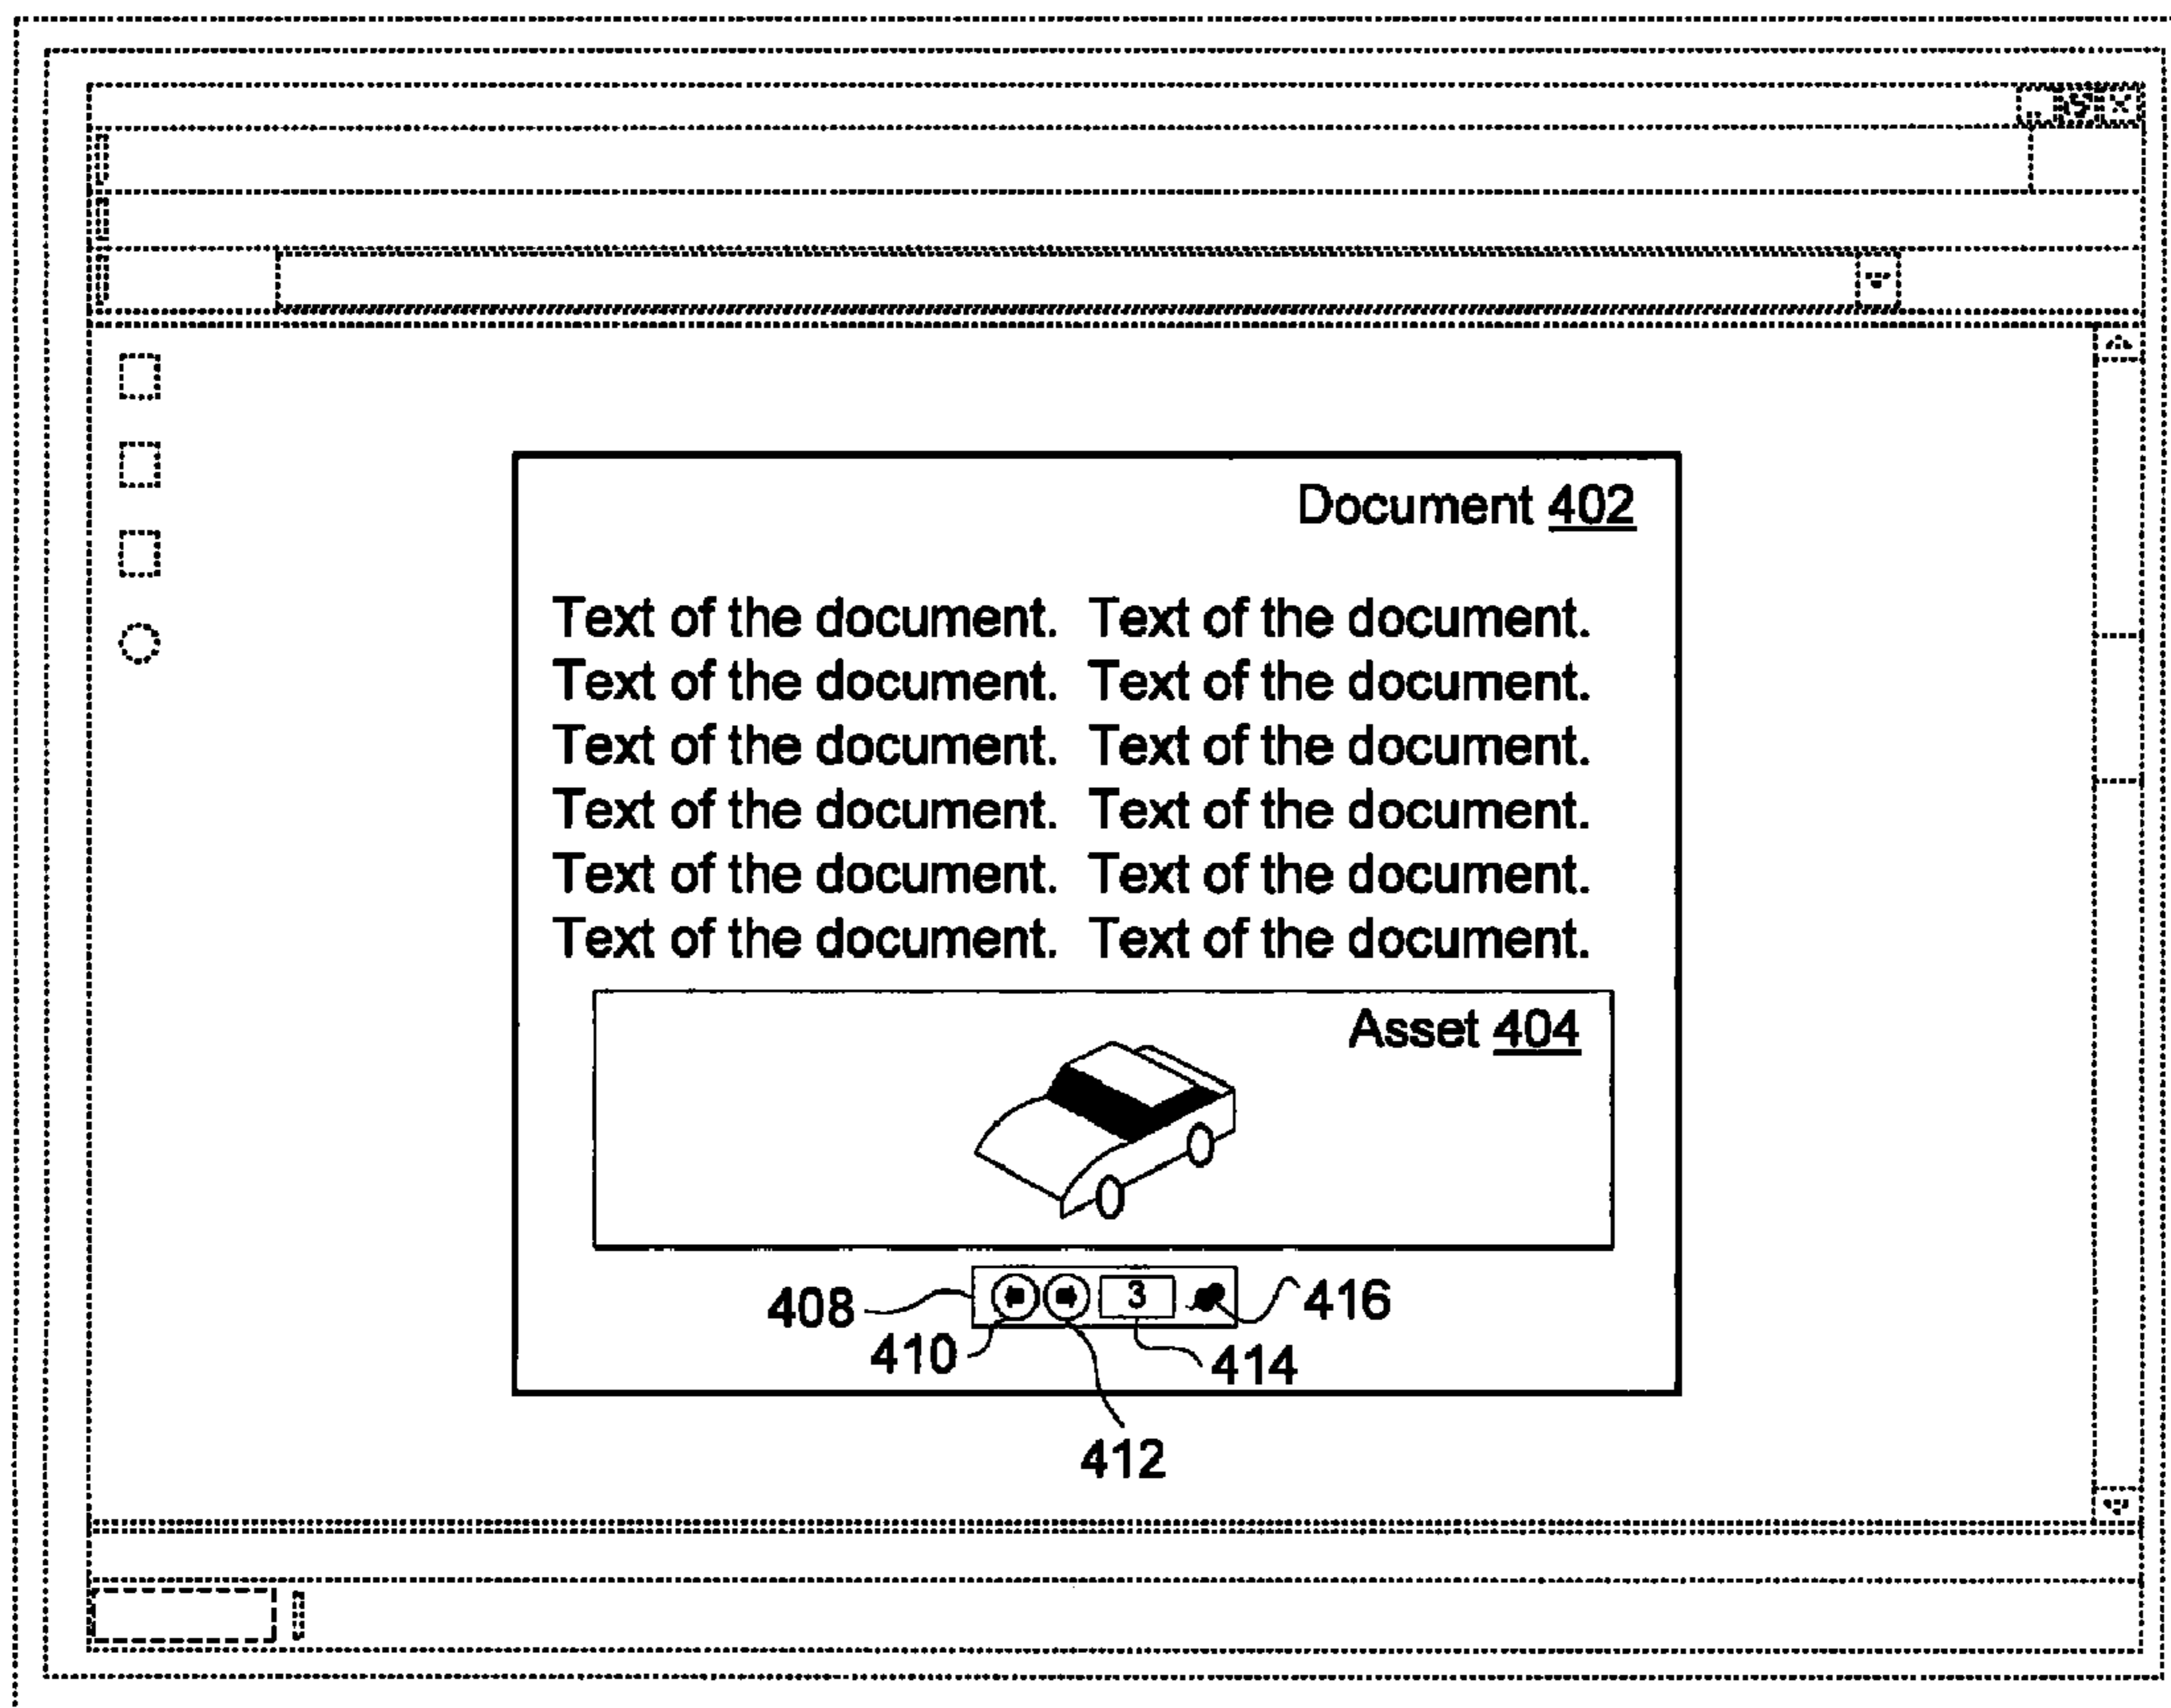 Document 402
Text of the document. Text of the document.
Text of the document. Text of the document.
Text of the document. Text of the document.
Text of the document. Text of the document.
Text of the document. Text of the document.
Text of the document. Text of the document.
Asset 404
3
408
416
410
414
412